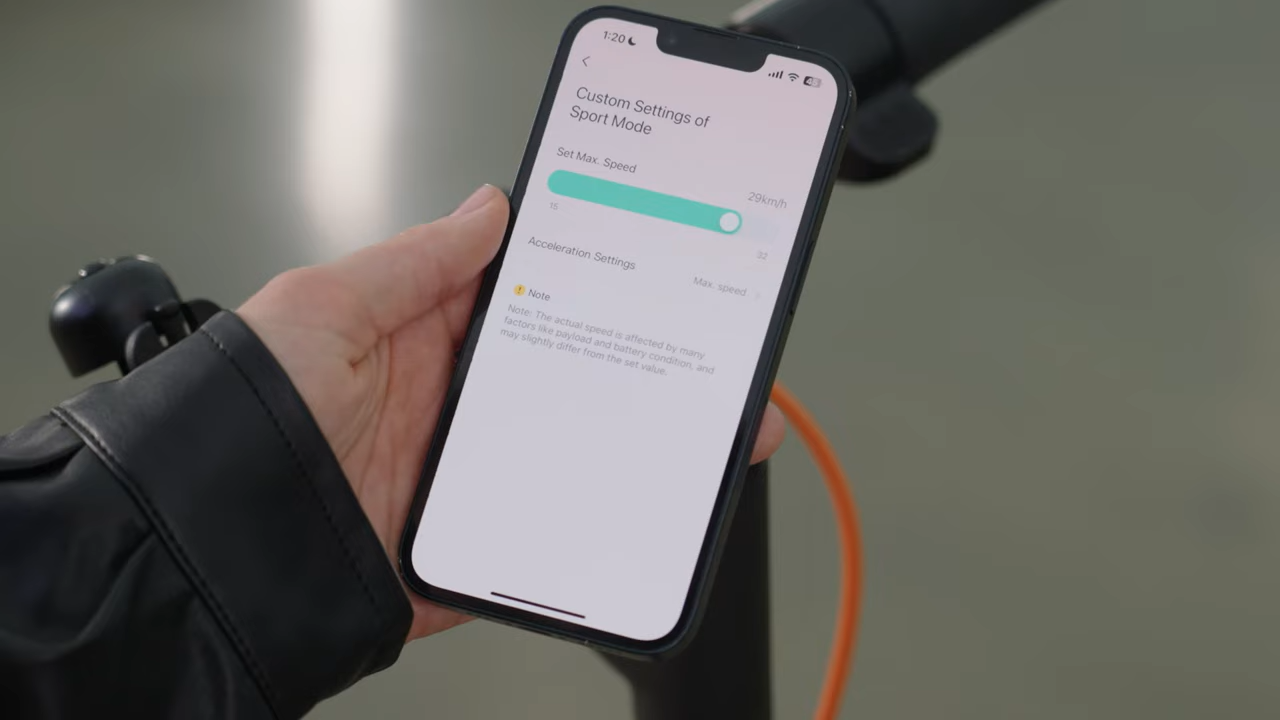 1:20
Custom Settings of
Sport Mode
Set Max. Speed
29km/h
15
32
Acceleration Settings
Max. speed
Note
Note: The actual speed is affected by many
factors like payload and battery condition, and
may slightly differ from the set value.